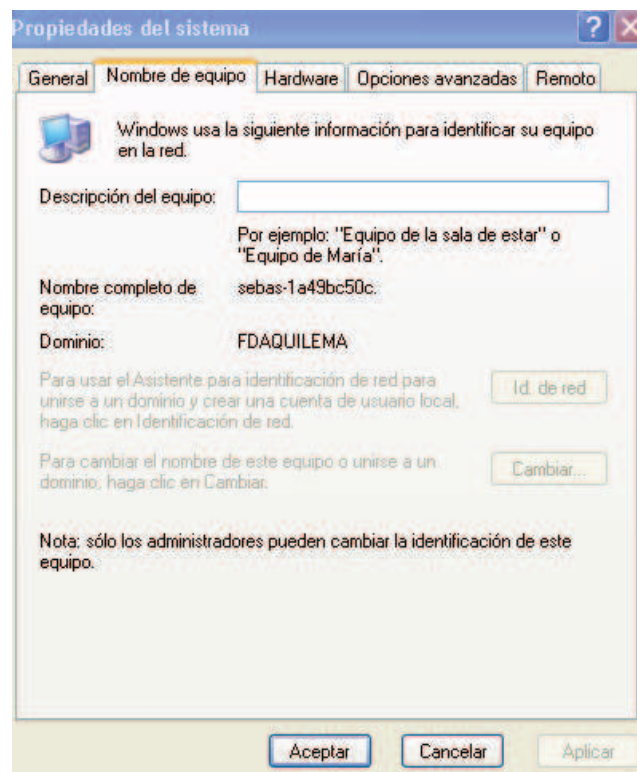 Propiedades del sistema
General Nombre de equipo Hardware Opciones avanzadas Remoto
Windows usa la siguiente información para identificar su equipo
en la red.
Descripción del equipo:
Por ejemplo: "Equipo de la sala de estar" o
"Equipo de María".
Nombre completo de
equipo:
sebas-1a49bc50c.
Dominio:
FDAQUILEMA
Para usar el Asistente para identificación de red para
unirse a un dominio y crear una cuenta de usuario local,
haga clic en Identificación de red.
Id. de red
Para cambiar el nombre de este equipo o unirse a un
dominio, haga clic en Cambiar.
Cambiar...
Nota: sólo los administradores pueden cambiar la identificación de este
equipo.
Aceptar Cancelar Aplicar